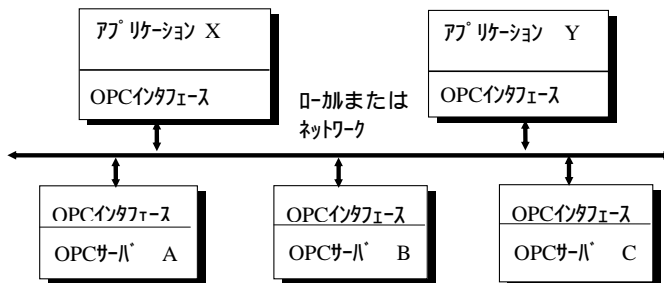 ｱﾌﾟﾘｹｰｼｮﾝ X
OPCｲﾝﾀﾌｪｰｽ
ﾛｰｶﾙまたは
ﾈｯﾄﾜｰｸ
ｱﾌﾟﾘｹｰｼｮﾝ Y
OPCｲﾝﾀﾌｪｰｽ
OPCｲﾝﾀﾌｪｰｽ
OPCｻｰﾊﾞ A
OPCｲﾝﾀﾌｪｰｽ
OPCｻｰﾊﾞ B
OPCｲﾝﾀﾌｪｰｽ
OPCｻｰﾊﾞ C